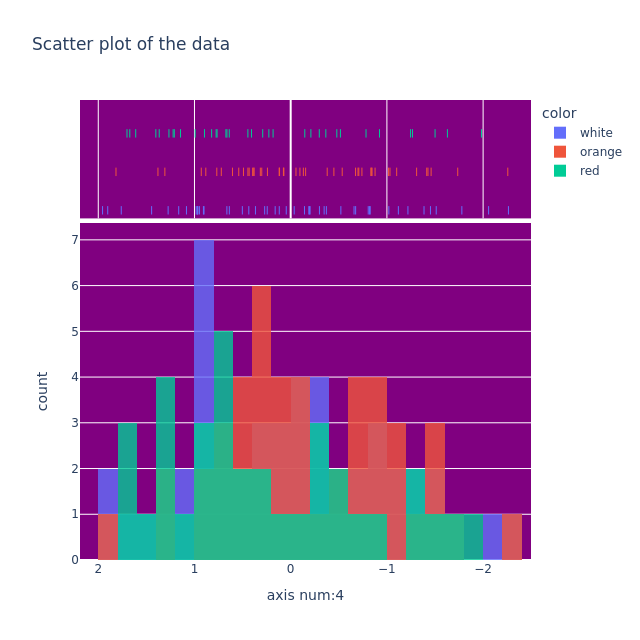 Scatter plot of the data
color
white
orange
red
7
6
5
4
3
2
1
0
count
2
1
0
−1
−2
axis num:4